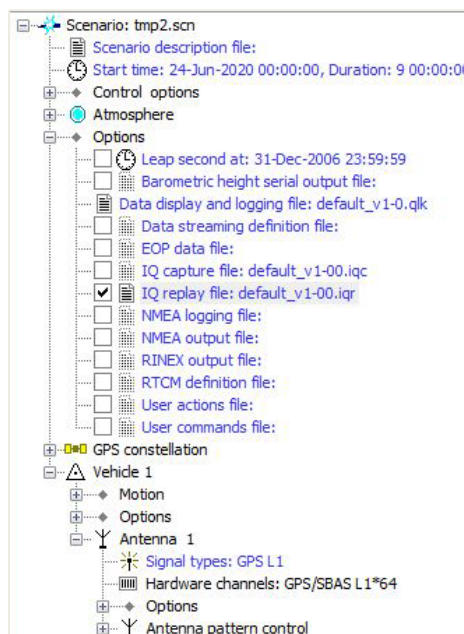 Scenario: tmp2.scn
Scenario description file:
Start time: 24-Jun-2020 00:00:00, Duration: 9 00:00:00
Control options
Atmosphere
Options
Leap second at: 31-Dec-2006 23:59:59
Barometric height serial output file:
Data display and logging file: default_v1-0.qlk
Data streaming definition file:
EOP data file:
IQ capture file: default_v1-00.iqc
IQ replay file: default_v1-00.iqr
NMEA logging file:
NMEA output file:
RINEX output file:
RTCM definition file:
User actions file:
User commands file:
GPS constellation
Vehicle 1
Motion
Options
Antenna 1
Signal types: GPS L1
Hardware channels: GPS/SBAS L1*64
Options
Antenna pattern control